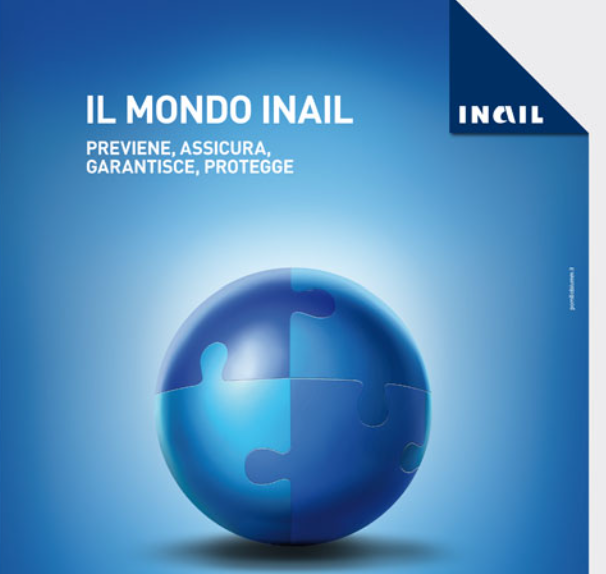 IL MONDO INAIL
INAIL
PREVIENE, ASSICURA,
GARANTISCE, PROTEGGE